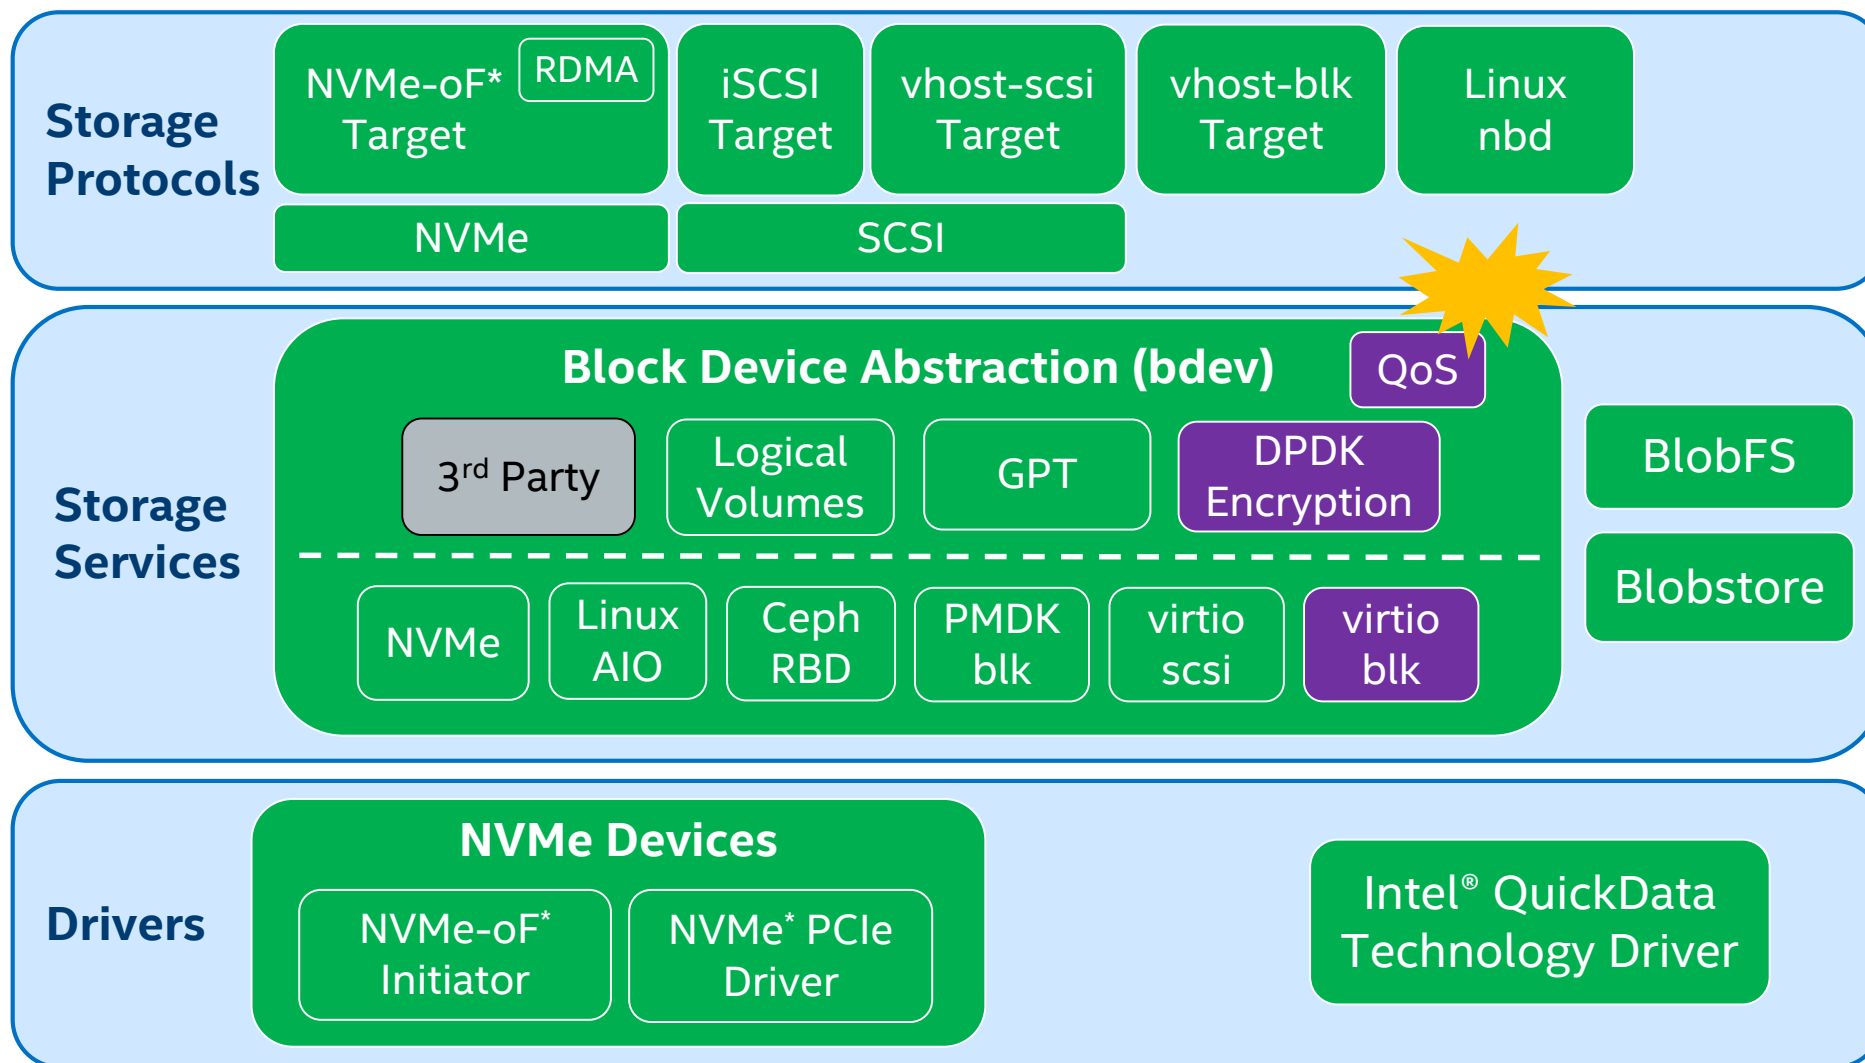 Storage
Protocols
NVMe-oF*
Target
RDMA
iSCSI
Target
vhost-scsi
Target
vhost-blk
Target
Linux
nbd
NVMe
SCSI
Storage
Services
Block Device Abstraction (bdev)
QoS
3rd Party
Logical
Volumes
GPT
DPDK
Encryption
NVMe
Linux
AIO
Ceph
RBD
PMDK
blk
virtio
scsi
virtio
blk
BlobFS
Blobstore
Drivers
NVMe Devices
NVMe-oF*
Initiator
NVMe* PCIe
Driver
Intel® QuickData
Technology Driver